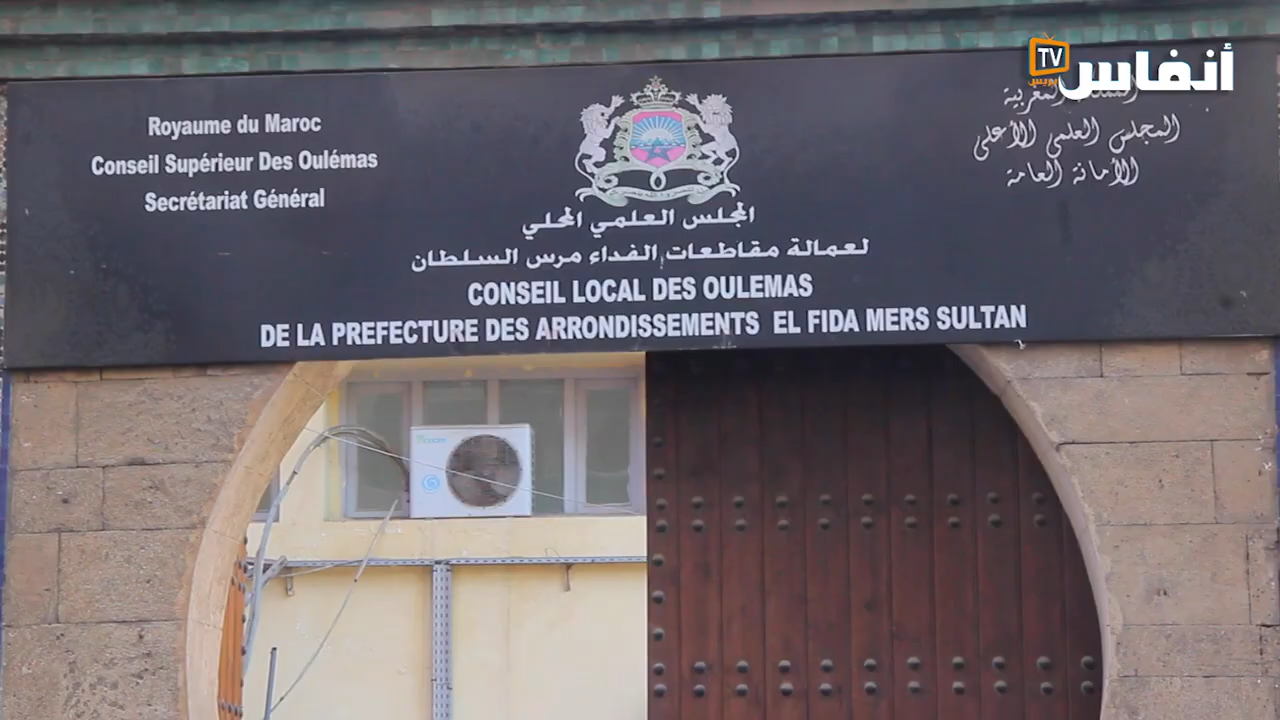 أنفاس
TV
بريس
Royaume du Maroc
Conseil Supérieur Des Oulémas
Secrétariat Général
المملكة المغربية
المجلس العلمي الأعلى
الأمانة العامة
المجلس العلمي المحلي
لعمالة مقاطعات الفداء مرس السلطان
CONSEIL LOCAL DES OULEMAS
DE LA PREFECTURE DES ARRONDISSEMENTS EL FIDA MERS SULTAN